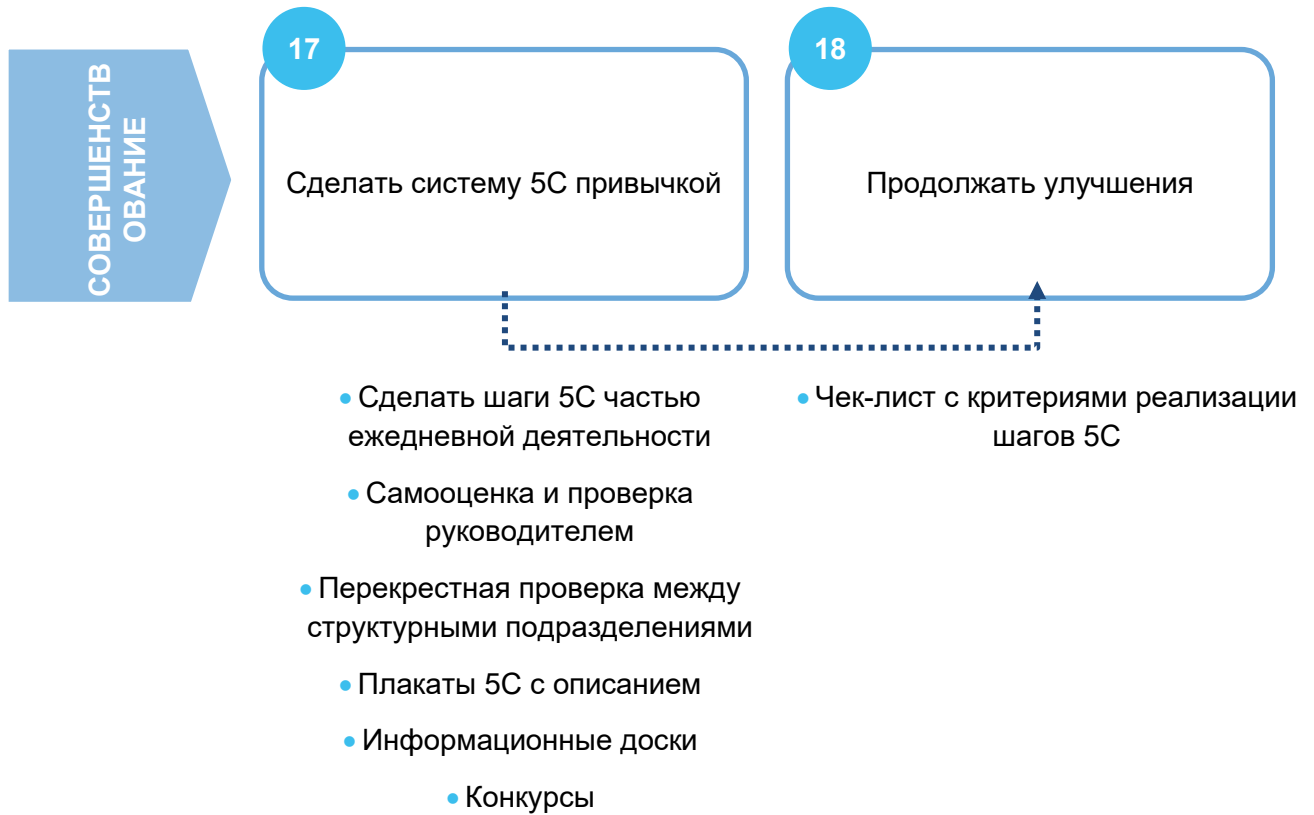 СОВЕРШЕНСТВ
ОВАНИЕ
17
Сделать систему 5С привычкой
18
Продолжать улучшения
• Сделать шаги 5С частью
ежедневной деятельности
• Самооценка и проверка
руководителем
• Перекрестная проверка между
структурными подразделениями
• Плакаты 5С с описанием
• Информационные доски
• Конкурсы
• Чек-лист с критериями реализации
шагов 5С